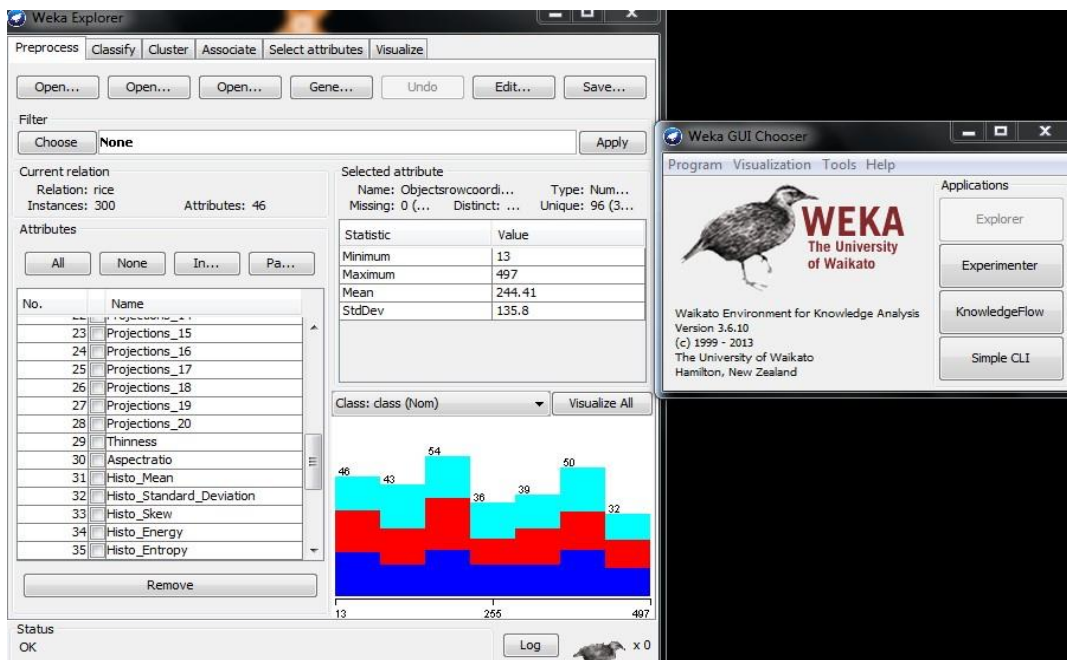 Weka Explorer
Preprocess Classify Cluster Associate Select attributes Visualize
Open... Open... Open... Gene... Undo Edit... Save...
Filter
Choose None Apply
Current relation
Relation: rice
Instances: 300 Attributes: 46
Attributes
All None In... Pa...
No. Name
23 Projections_15
24 Projections_16
25 Projections_17
26 Projections_18
27 Projections_19
28 Projections_20
29 Thinness
30 Aspectratio
31 Histo_Mean
32 Histo_Standard_Deviation
33 Histo_Skew
34 Histo_Energy
35 Histo_Entropy
Remove
Selected attribute
Name: Objectsrowcoordi... Type: Num...
Missing: 0 (... Distinct: ... Unique: 96 (3...
Statistic Value
Minimum 13
Maximum 497
Mean 244.41
StdDev 135.8
Class: class (Nom) Visualize All
46 43 54 36 39 50 32
13 255 497
Status
OK Log x 0
Weka GUI Chooser
Program Visualization Tools Help
WEKA
The University
of Waikato
Waikato Environment for Knowledge Analysis
Version 3.6.10
(c) 1999 - 2013
The University of Waikato
Hamilton, New Zealand
Applications
Explorer
Experimenter
KnowledgeFlow
Simple CLI